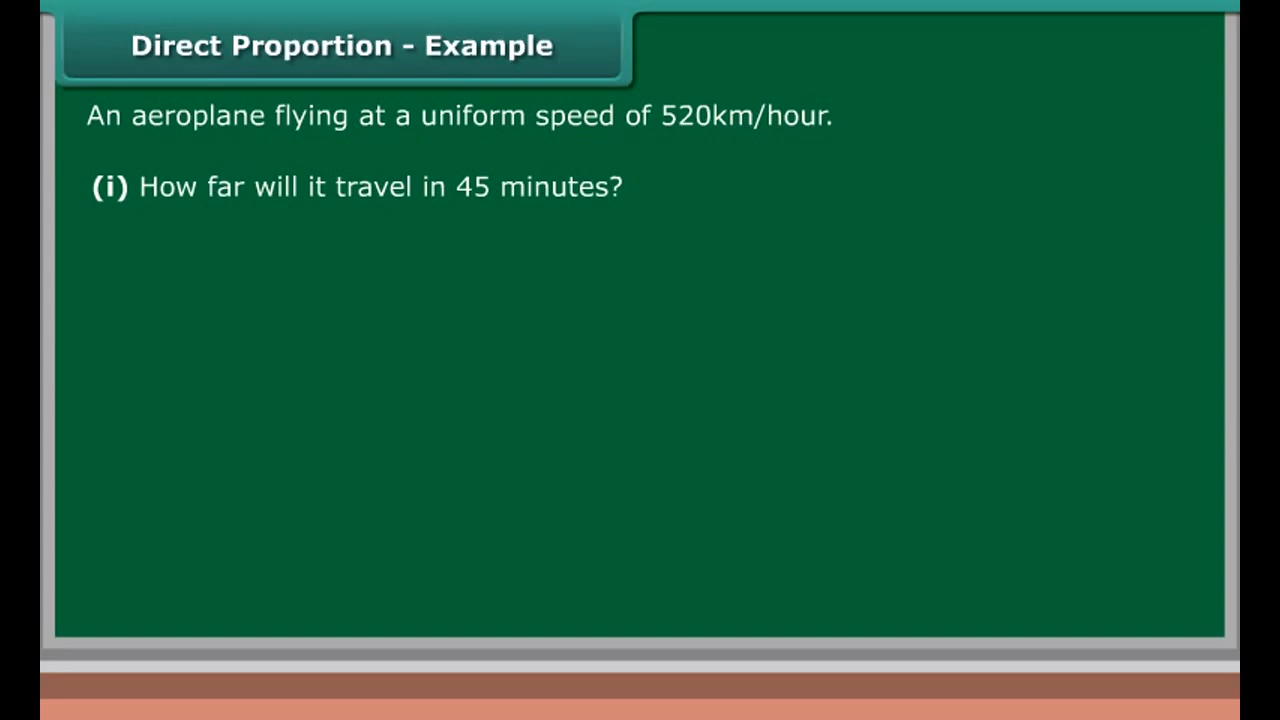 Direct Proportion - Example
An aeroplane flying at a uniform speed of 520km/hour.
(i) How far will it travel in 45 minutes?